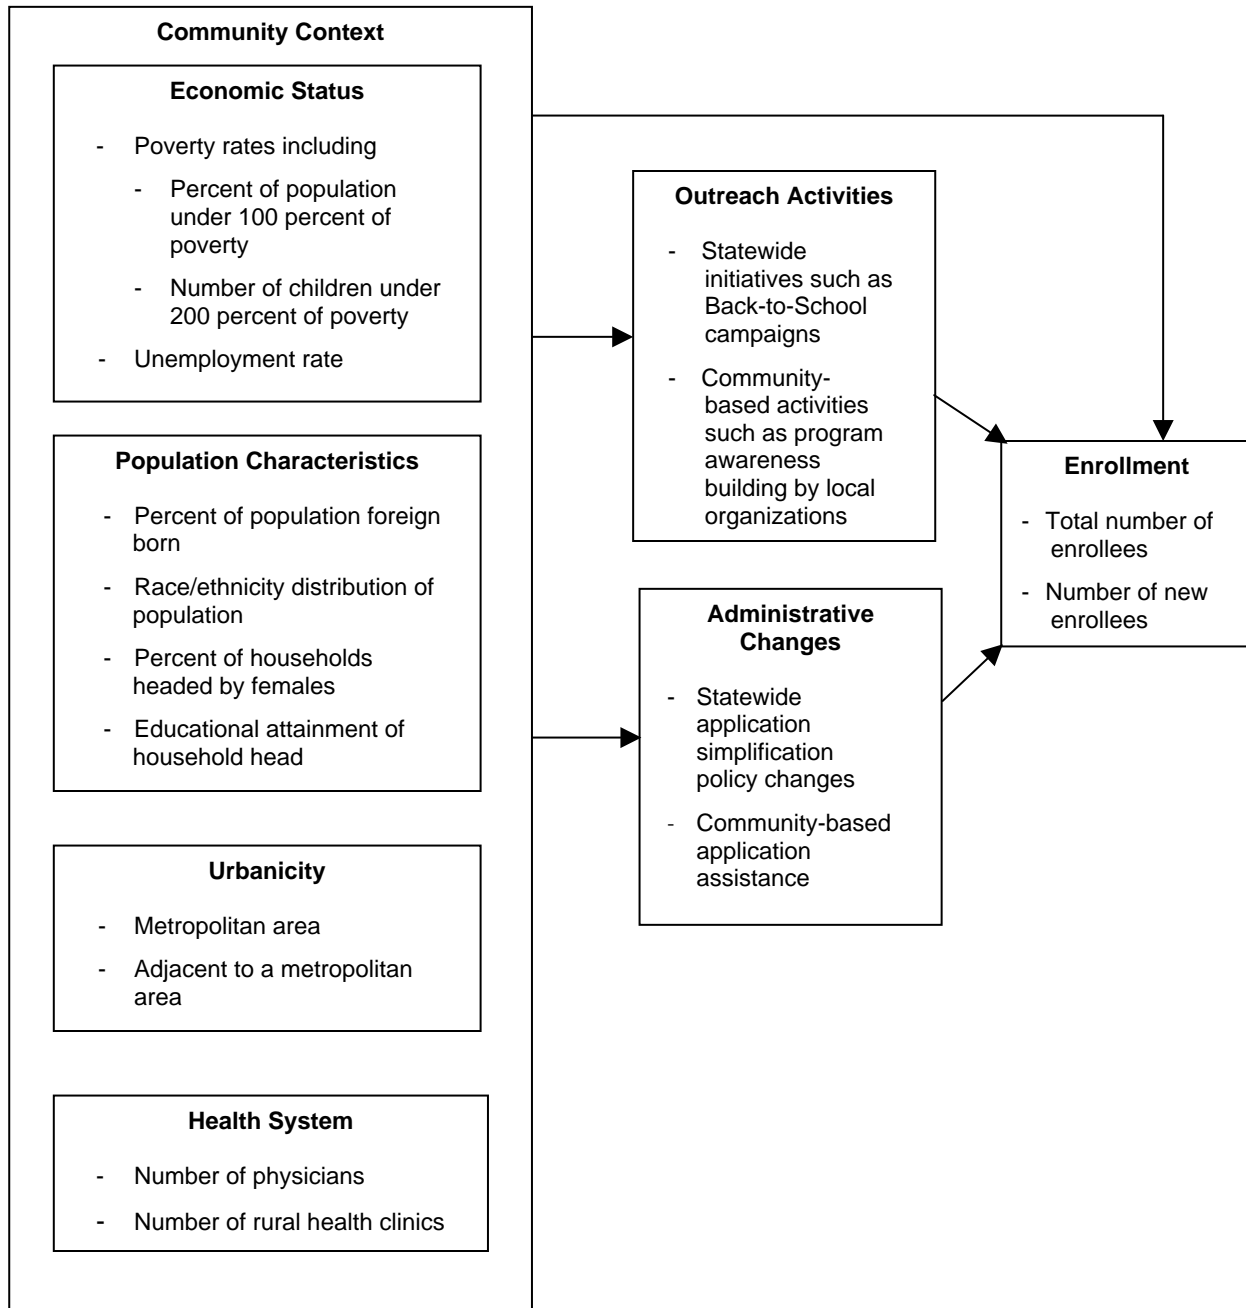 Community Context
Economic Status
- Poverty rates including
- Percent of population
under 100 percent of
poverty
- Number of children under
200 percent of poverty
- Unemployment rate
Population Characteristics
- Percent of population foreign
born
- Race/ethnicity distribution of
population
- Percent of households
headed by females
- Educational attainment of
household head
Urbanicity
- Metropolitan area
- Adjacent to a metropolitan
area
Health System
- Number of physicians
- Number of rural health clinics
Outreach Activities
- Statewide
initiatives such as
Back-to-School
campaigns
- Community-
based activities
such as program
awareness
building by local
organizations
Administrative
Changes
- Statewide
application
simplification
policy changes
- Community-based
application
assistance
Enrollment
- Total number of
enrollees
- Number of new
enrollees